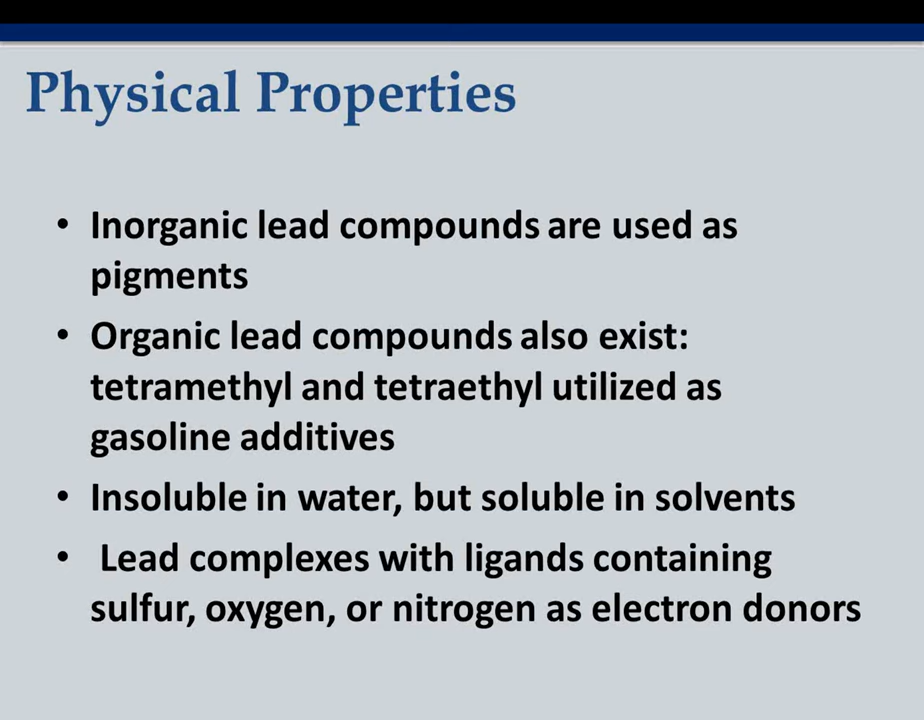 Physical Properties
• Inorganic lead compounds are used as
pigments
• Organic lead compounds also exist:
tetramethyl and tetraethyl utilized as
gasoline additives
• Insoluble in water, but soluble in solvents
• Lead complexes with ligands containing
sulfur, oxygen, or nitrogen as electron donors